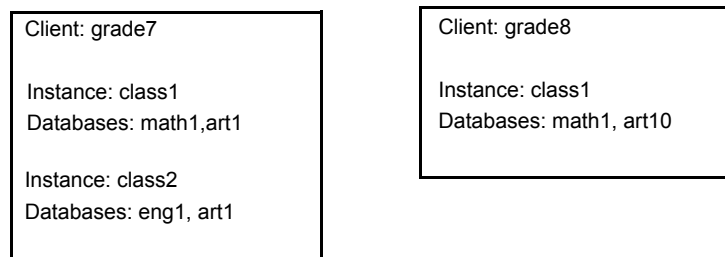 Client: grade7
Instance: class1
Databases: math1,art1
Instance: class2
Databases: eng1, art1
Client: grade8
Instance: class1
Databases: math1, art10